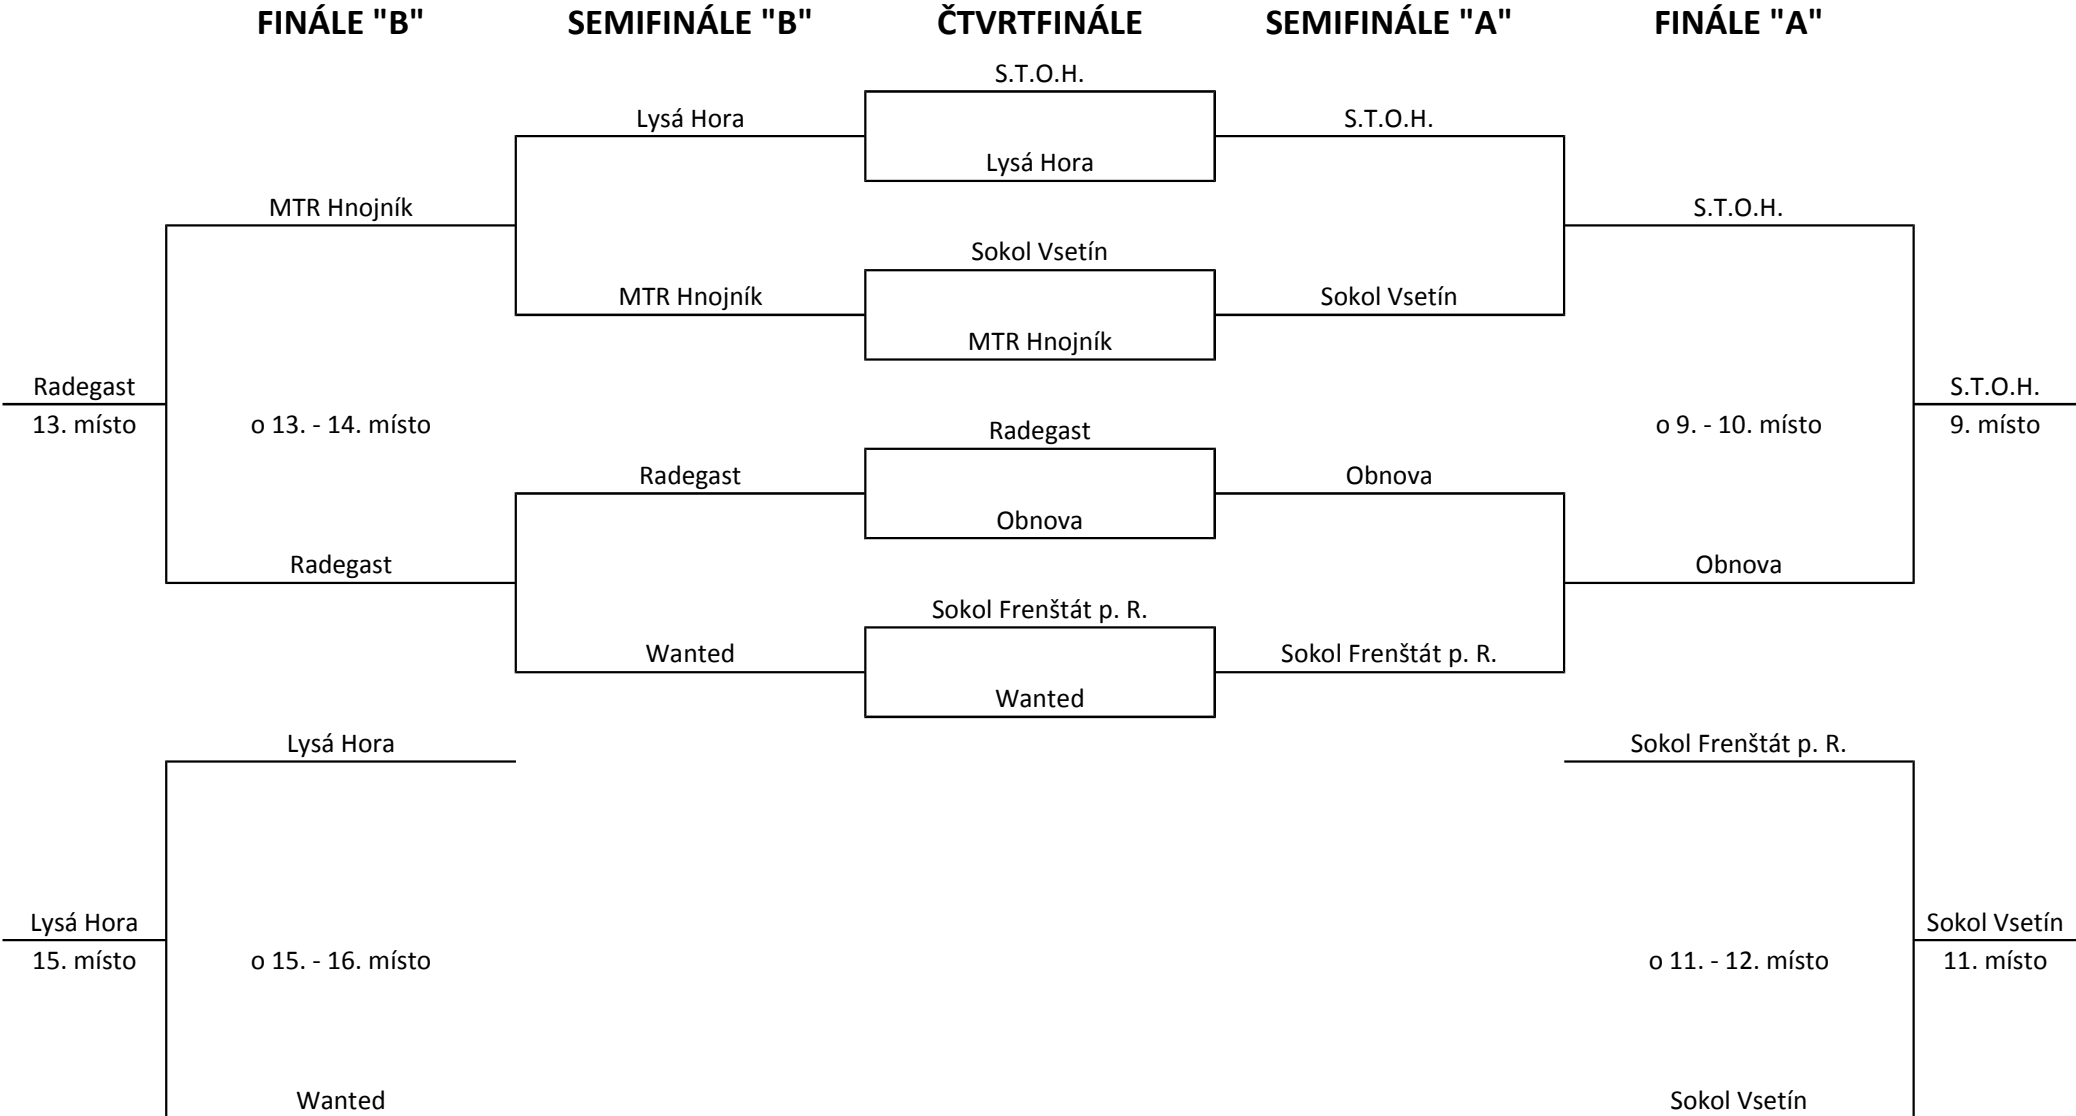 FINÁLE "B" SEMIFINÁLE "B" ČTVRTFINÁLE SEMIFINÁLE "A" FINÁLE "A"
S.T.O.H.
Lysá Hora S.T.O.H.
Lysá Hora
MTR Hnojník S.T.O.H.
Sokol Vsetín
MTR Hnojník Sokol Vsetín
MTR Hnojník
Radegast S.T.O.H.
13. místo o 13. - 14. místo Radegast o 9. - 10. místo 9. místo
Radegast Obnova
Obnova
Radegast Obnova
Sokol Frenštát p. R.
Wanted Sokol Frenštát p. R.
Wanted
Lysá Hora Sokol Frenštát p. R.
Lysá Hora Sokol Vsetín
15. místo o 15. - 16. místo o 11. - 12. místo 11. místo
Wanted Sokol Vsetín